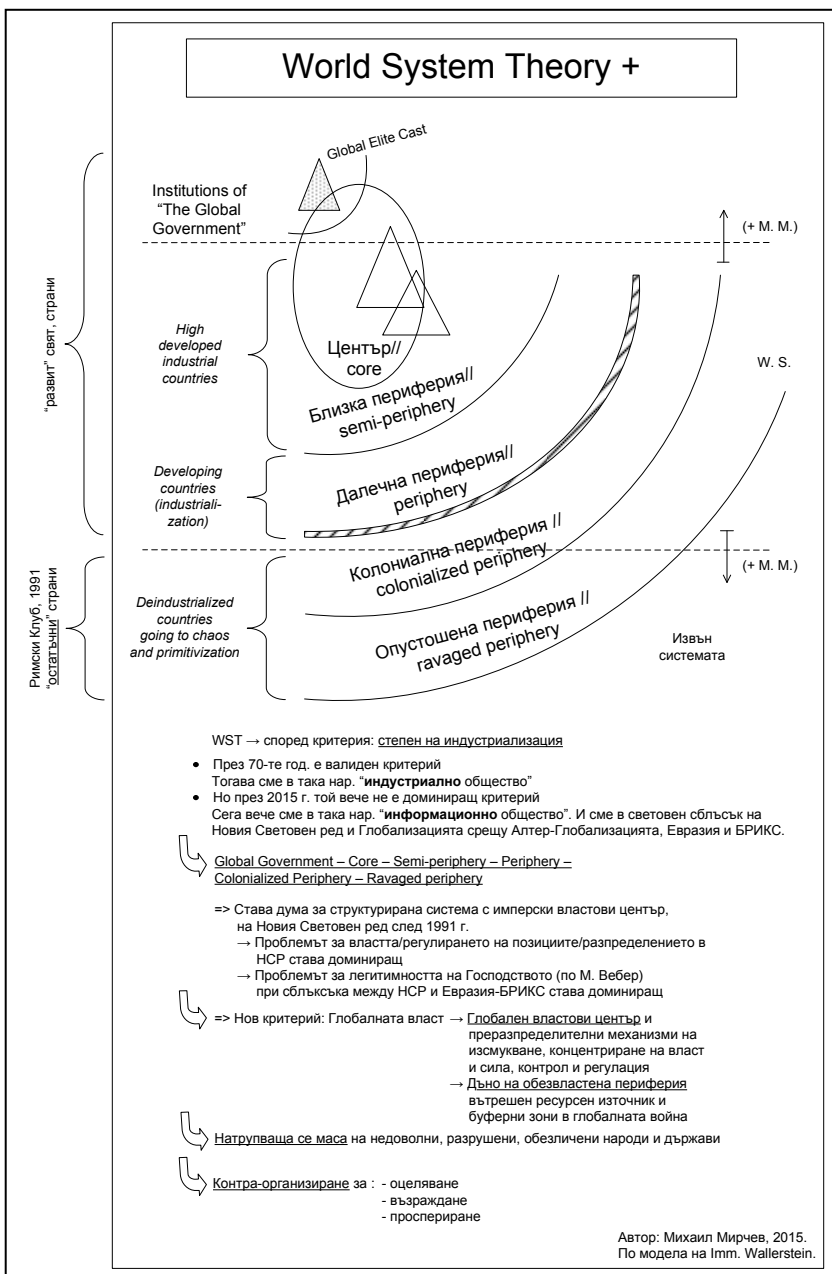 World System Theory +
Global Elite Cast
Institutions of
“The Global
Government”
(+ M. M.)
“развит” свят, страни
High
developed
industrial
countries
Център//
core
W. S.
Близка периферия//
semi-periphery
Developing
countries
(industriali-
zation)
Далечна периферия//
periphery
Колониална периферия //
colonialized periphery
(+ M. M.)
Римски Клуб, 1991
“остатъчни” страни
Deindustrialized
countries
going to chaos
and primitivization
Опустошена периферия //
ravaged periphery
Извън
системата
WST → според критерия: степен на индустриализация
• През 70-те год. е валиден критерий
Тогава сме в така нар. “индустриално общество”
• Но през 2015 г. той вече не е доминиращ критерий
Сега вече сме в така нар. “информационно общество”. И сме в световен сблъсък на
Новия Световен ред и Глобализацията срещу Алтер-Глобализацията, Евразия и БРИКС.
Global Government – Core – Semi-periphery – Periphery –
Colonialized Periphery – Ravaged periphery
=> Става дума за структурирана система с имперски властови център,
на Новия Световен ред след 1991 г.
→ Проблемът за властта/регулирането на позициите/разпределението в
НСР става доминиращ
→ Проблемът за легитимността на Господството (по М. Вебер)
при сблъксъка между НСР и Евразия-БРИКС става доминиращ
=> Нов критерий: Глобалната власт → Глобален властови център и
преразпределителни механизми на
изсмукване, концентриране на власт
и сила, контрол и регулация
→ Дъно на обезвластена периферия
вътрешен ресурсен източник и
буферни зони в глобалната война
Натрупваща се маса на недоволни, разрушени, обезличени народи и държави
Контра-организиране за : - оцеляване
- възраждане
- проспериране
Автор: Михаил Мирчев, 2015.
По модела на Imm. Wallerstein.